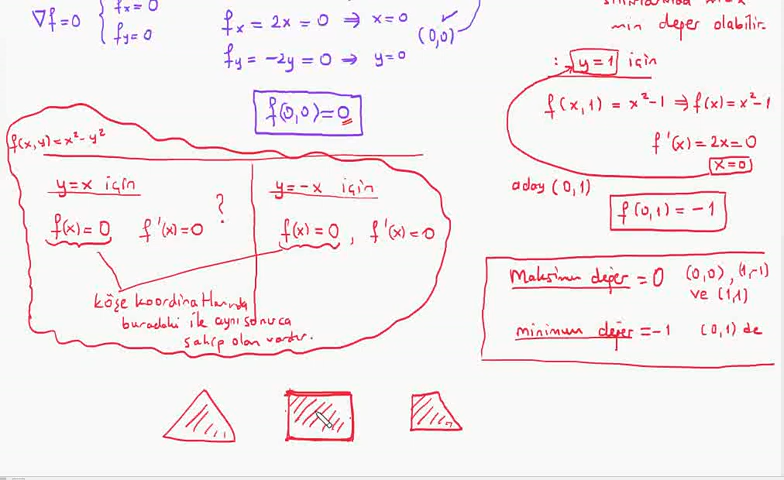 ∇f=0 { fx=0
fy=0
fx = 2x = 0 ⇒ x=0
(0,0)
fy = -2y = 0 → y=0
f(0,0)=0
min değer olabilir.
: y=1 için
f(x,1) = x²-1 ⇒ f(x) = x²-1
f'(x) = 2x = 0
x=0
aday (0,1)
f(0,1) = -1
f(x,y) = x²-y²
y=x için
f(x)=0 f'(x)=0 ?
y=-x için
f(x)=0, f'(x)=0
köşe koordinatlarında
buradaki ile aynı sonuca
sahip olan vardır.
Maksimum değer = 0 (0,0), (1,-1)
ve (1,1)
minimum değer = -1 (0,1) de